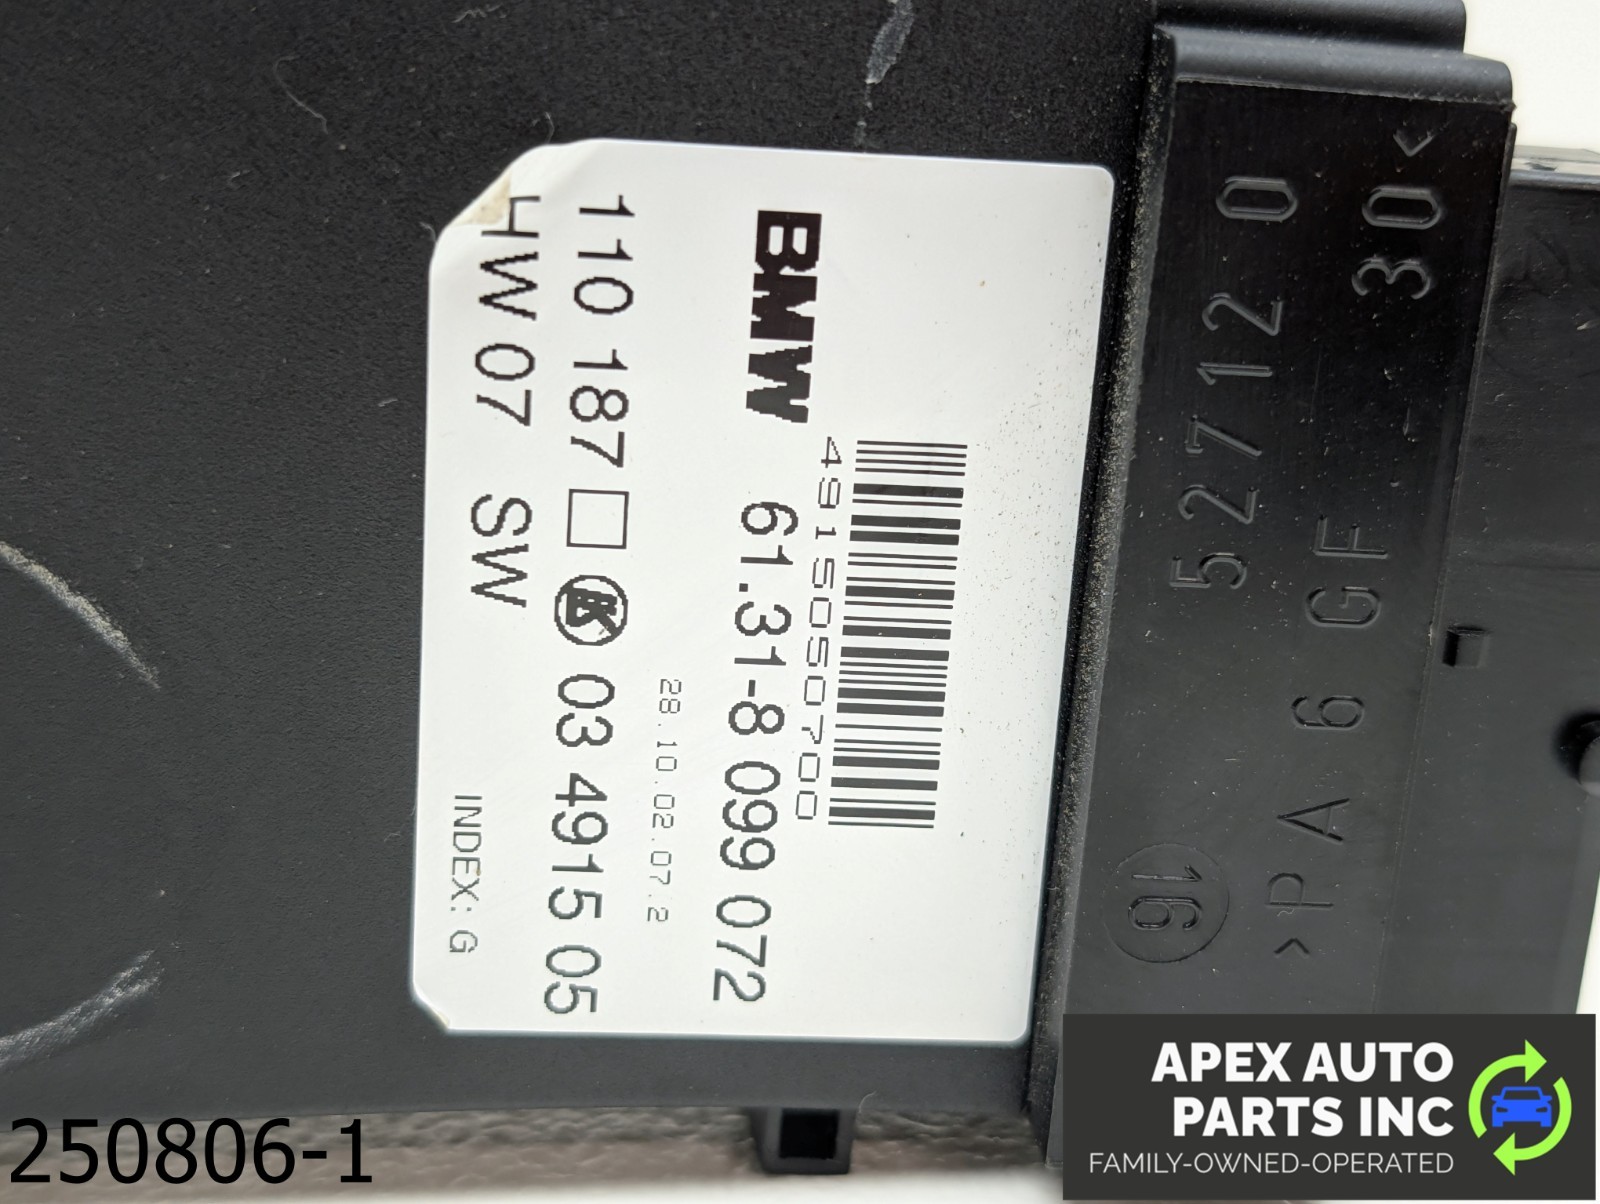 4915050700
BMW 61.31-8 099 072
28.10.02.07.2
110 187 □ K 03 4915 05
HW 07 SW INDEX: G
527120
>PA 6 GF - 30<
16
250806-1
APEX AUTO
PARTS INC
FAMILY-OWNED-OPERATED